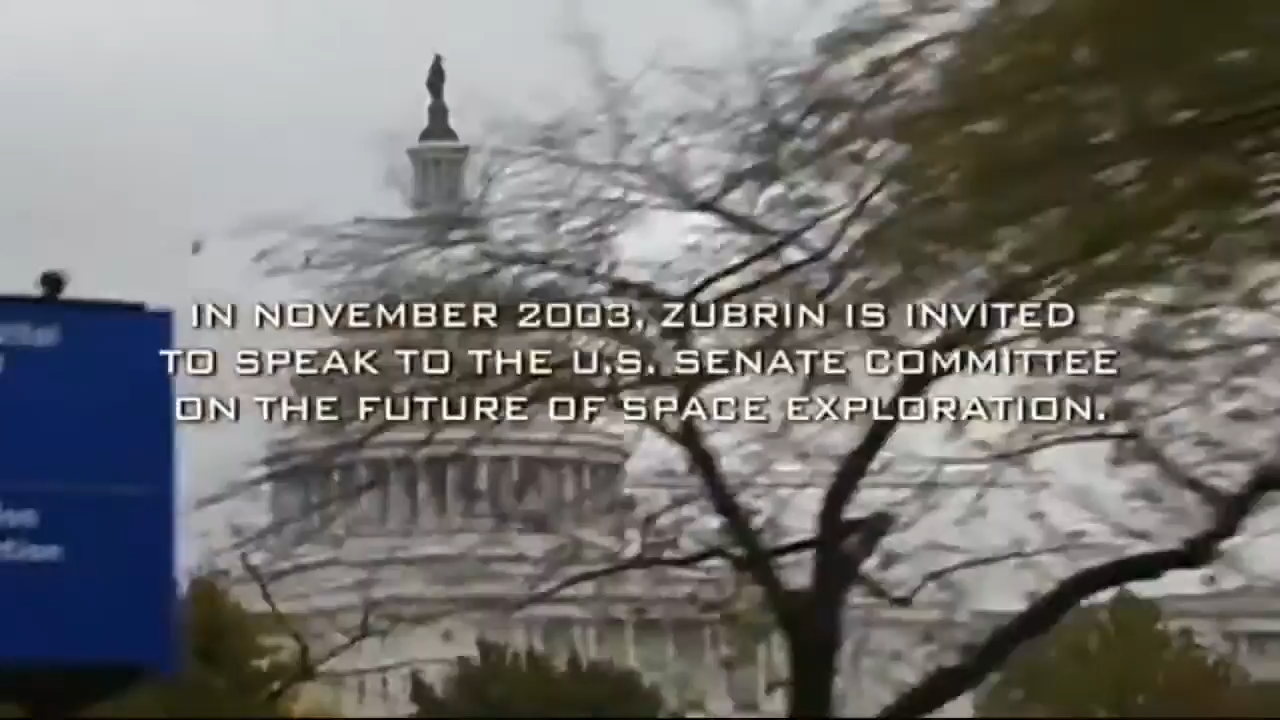 IN NOVEMBER 2003, ZUBRIN IS INVITED
TO SPEAK TO THE U.S. SENATE COMMITTEE
ON THE FUTURE OF SPACE EXPLORATION.